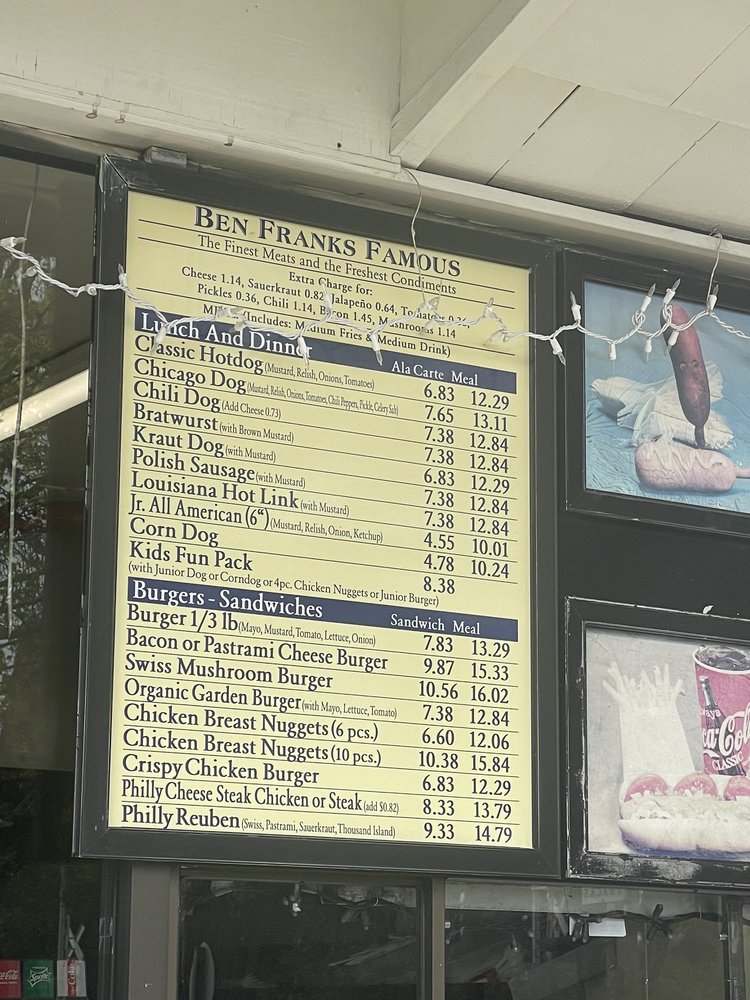 BEN FRANKS FAMOUS
The Finest Meats and the Freshest Condiments
Extra Charge for:
Cheese 1.14, Sauerkraut 0.82, Jalapeño 0.64, Tomatoes 0.36
Pickles 0.36, Chili 1.14, Bacon 1.45, Mushrooms 1.14
(Includes: Medium Fries & Medium Drink)
Lunch And Dinner Ala Carte Meal
Classic Hotdog (Mustard, Relish, Onions, Tomatoes) 6.83 12.29
Chicago Dog (Mustard, Relish, Onions, Tomatoes, Chili Peppers, Pickle, Celery Salt) 7.65 13.11
Chili Dog (Add Cheese 0.73) 7.38 12.84
Bratwurst (with Brown Mustard) 7.38 12.84
Kraut Dog (with Mustard) 6.83 12.29
Polish Sausage (with Mustard) 7.38 12.84
Louisiana Hot Link (with Mustard) 7.38 12.84
Jr. All American (6“) (Mustard, Relish, Onion, Ketchup) 4.55 10.01
Corn Dog 4.78 10.24
Kids Fun Pack 8.38
(with Junior Dog or Corndog or 4pc. Chicken Nuggets or Junior Burger)
Burgers - Sandwiches Sandwich Meal
Burger 1/3 lb (Mayo, Mustard, Tomato, Lettuce, Onion) 7.83 13.29
Bacon or Pastrami Cheese Burger 9.87 15.33
Swiss Mushroom Burger 10.56 16.02
Organic Garden Burger (with Mayo, Lettuce, Tomato) 7.38 12.84
Chicken Breast Nuggets (6 pcs.) 6.60 12.06
Chicken Breast Nuggets (10 pcs.) 10.38 15.84
Crispy Chicken Burger 6.83 12.29
Philly Cheese Steak Chicken or Steak (add $0.82) 8.33 13.79
Philly Reuben (Swiss, Pastrami, Sauerkraut, Thousand Island) 9.33 14.79
CLASSIC
Sprite